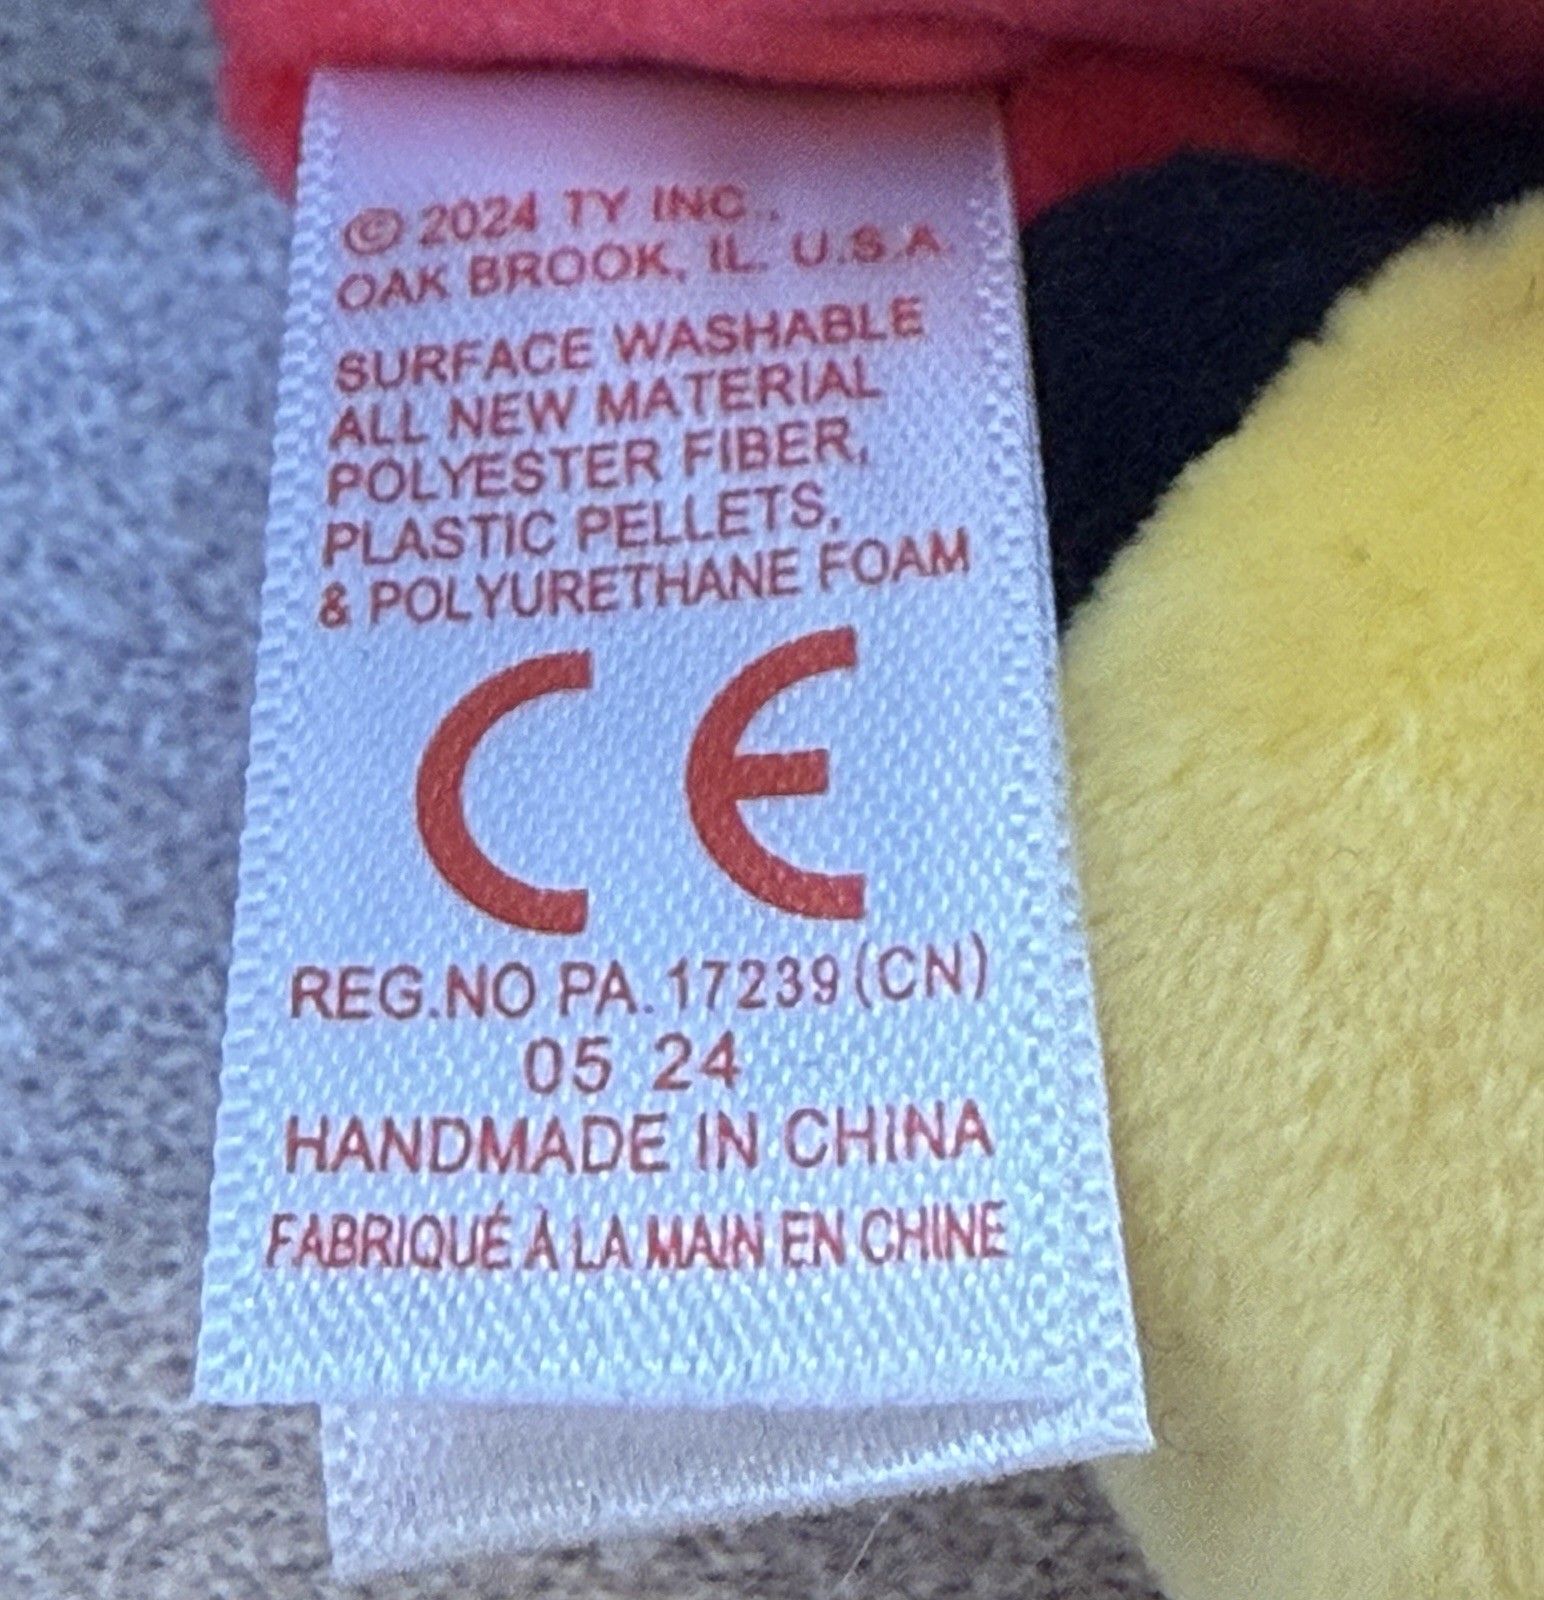 © 2024 TY INC.,
OAK BROOK, IL. U.S.A.
SURFACE WASHABLE
ALL NEW MATERIAL
POLYESTER FIBER,
PLASTIC PELLETS,
& POLYURETHANE FOAM
CE
REG.NO PA. 17239(CN)
05 24
HANDMADE IN CHINA
FABRIQUÉ À LA MAIN EN CHINE